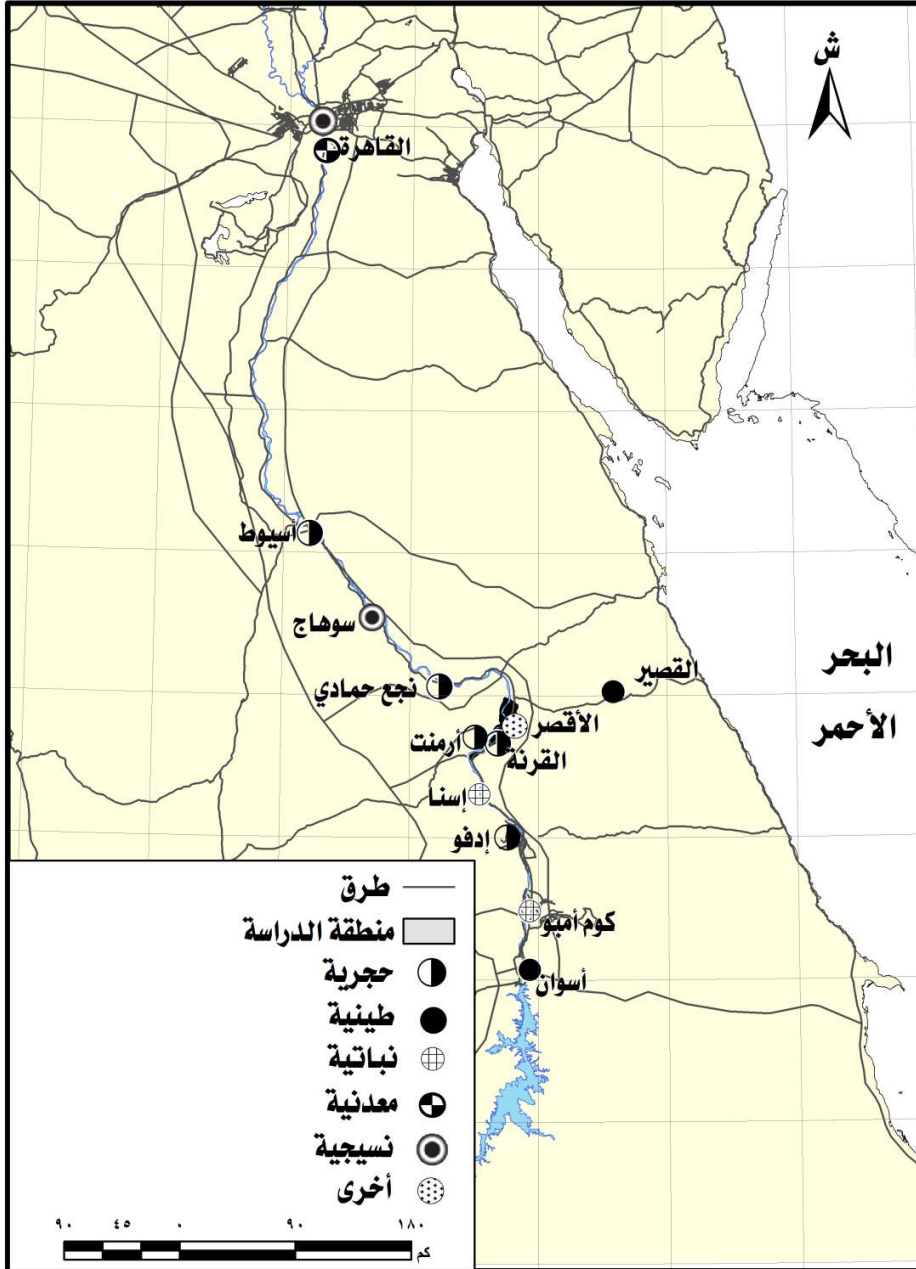 ش
القاهرة
أسيوط
سوهاج
نجع حمادي
القصير
البحر
الأحمر
الأقصر
أرمنت
القرنة
إسنا
إدفو
كوم أمبو
أسوان
طرق
منطقة الدراسة
حجرية
طينية
نباتية
معدنية
نسيجية
أخرى
٩٠ ٤٥ ٠ ٩٠ ١٨٠
كم